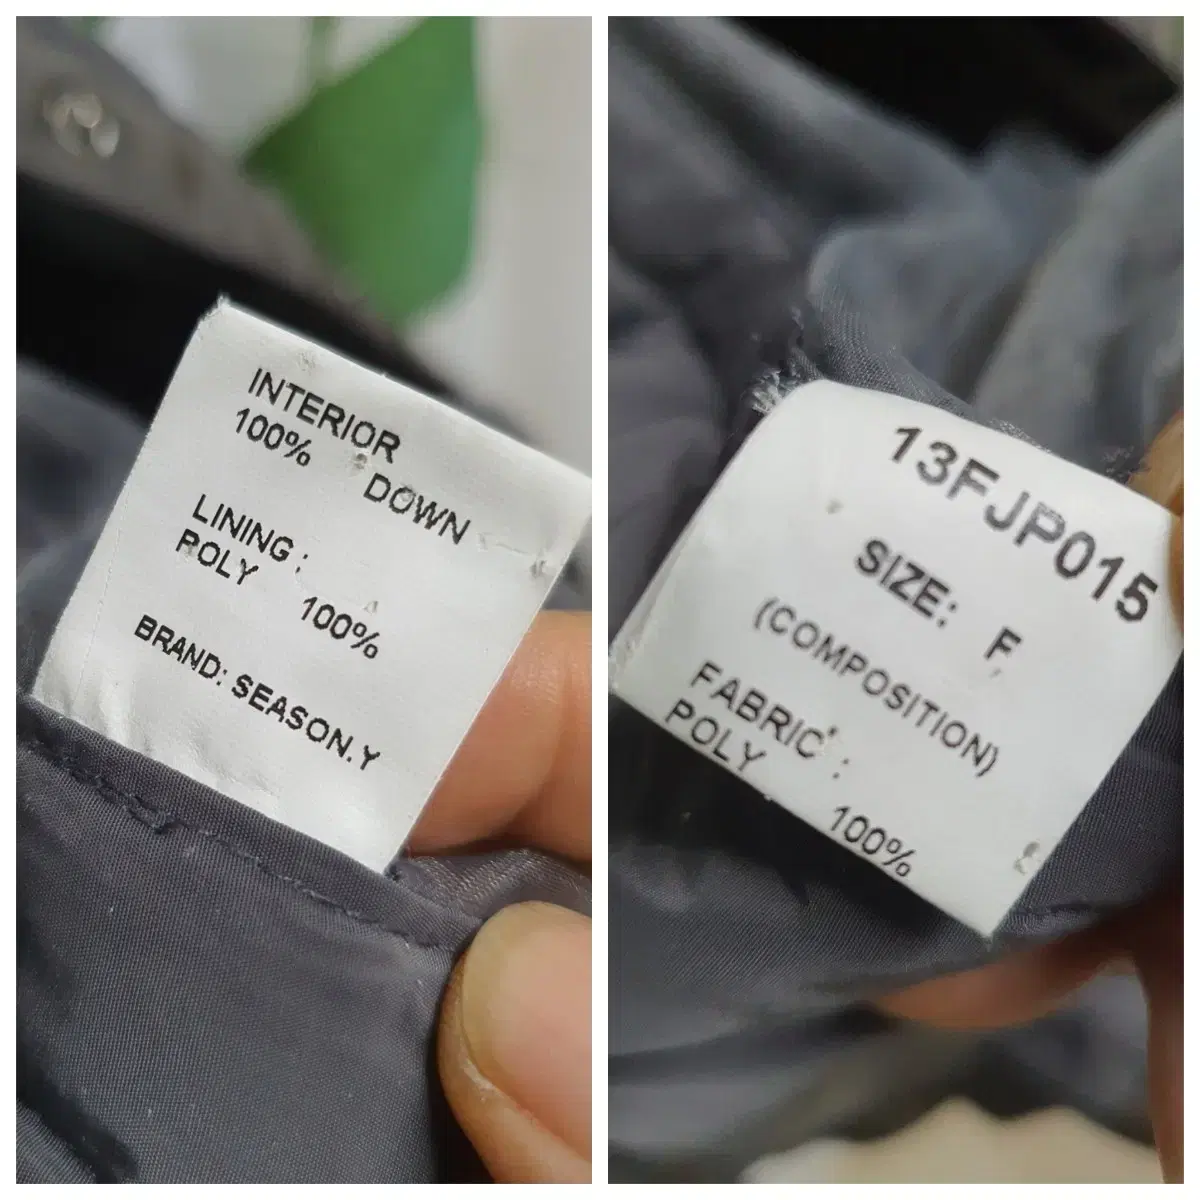 INTERIOR
100%
DOWN
LINING :
POLY
100%
BRAND: SEASON.Y
13FJP015
SIZE: F
(COMPOSITION)
FABRIC :
POLY
100%